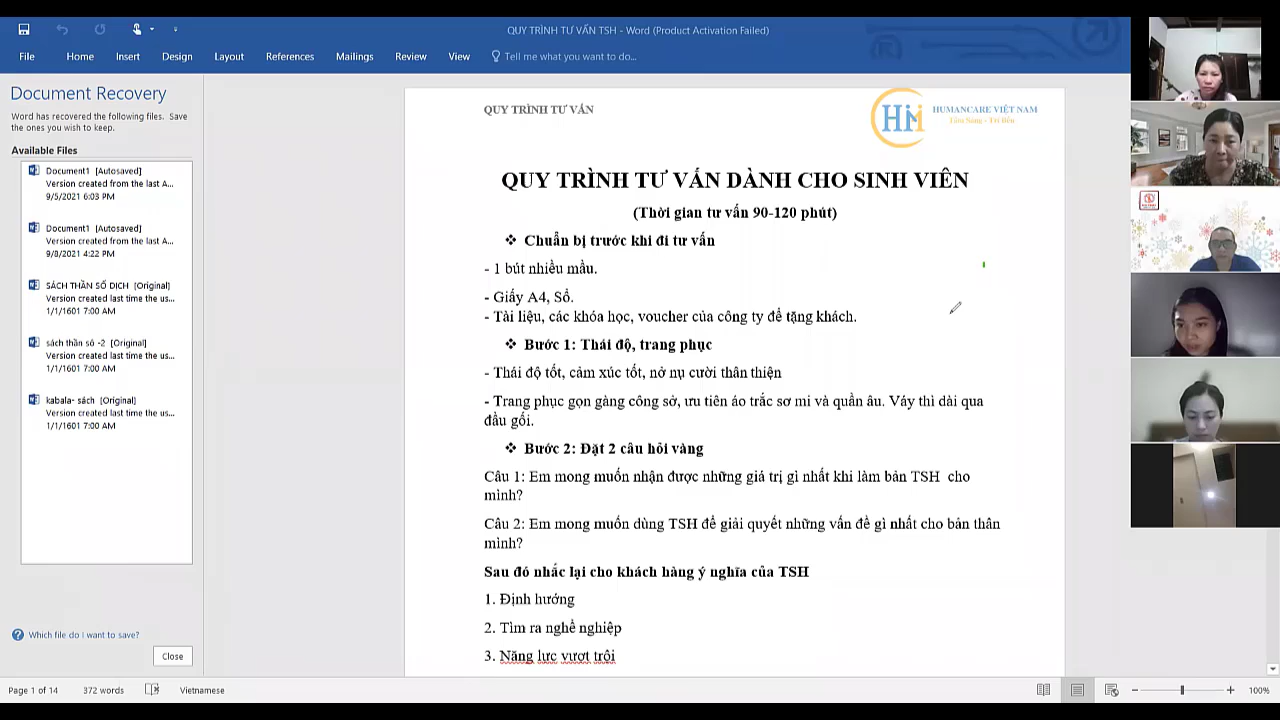 QUY TRÌNH TƯ VẤN TSH - Word (Product Activation Failed)
File Home Insert Design Layout References Mailings Review View Tell me what you want to do...
Document Recovery
Word has recovered the following files. Save
the ones you wish to keep.
Available Files
Document1 [Autosaved]
Version created from the last A...
9/5/2021 6:03 PM
Document1 [Autosaved]
Version created from the last A...
9/8/2021 4:22 PM
SÁCH THẦN SỐ DỊCH [Original]
Version created last time the us...
1/1/1601 7:00 AM
sách thần số -2 [Original]
Version created last time the us...
1/1/1601 7:00 AM
kabala- sách [Original]
Version created last time the us...
1/1/1601 7:00 AM
Which file do I want to save?
Close
QUY TRÌNH TƯ VẤN
HM HUMANCARE VIỆT NAM
Tâm Sáng - Trí Bền
QUY TRÌNH TƯ VẤN DÀNH CHO SINH VIÊN
(Thời gian tư vấn 90-120 phút)
❖ Chuẩn bị trước khi đi tư vấn
- 1 bút nhiều mầu.
- Giấy A4, Sổ.
- Tài liệu, các khóa học, voucher của công ty để tặng khách.
❖ Bước 1: Thái độ, trang phục
- Thái độ tốt, cảm xúc tốt, nở nụ cười thân thiện
- Trang phục gọn gàng công sở, ưu tiên áo trắc sơ mi và quần âu. Váy thì dài qua
đầu gối.
❖ Bước 2: Đặt 2 câu hỏi vàng
Câu 1: Em mong muốn nhận được những giá trị gì nhất khi làm bản TSH cho
mình?
Câu 2: Em mong muốn dùng TSH để giải quyết những vấn đề gì nhất cho bản thân
mình?
Sau đó nhắc lại cho khách hàng ý nghĩa của TSH
1. Định hướng
2. Tìm ra nghề nghiệp
3. Năng lực vượt trội
Page 1 of 14 372 words Vietnamese 100%